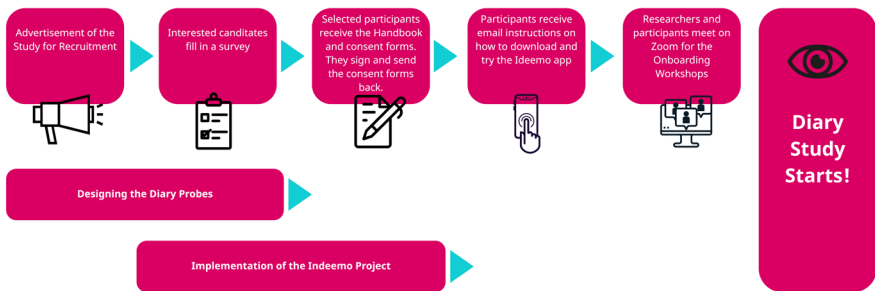 Advertisement of the
Study for Recruitment
Interested canditates
fill in a survey
Selected participants
receive the Handbook
and consent forms.
They sign and send
the consent forms
back.
Participants receive
email instructions on
how to download and
try the Ideemo app
Researchers and
participants meet on
Zoom for the
Onboarding
Workshops
Diary
Study
Starts!
Designing the Diary Probes
Implementation of the Indeemo Project